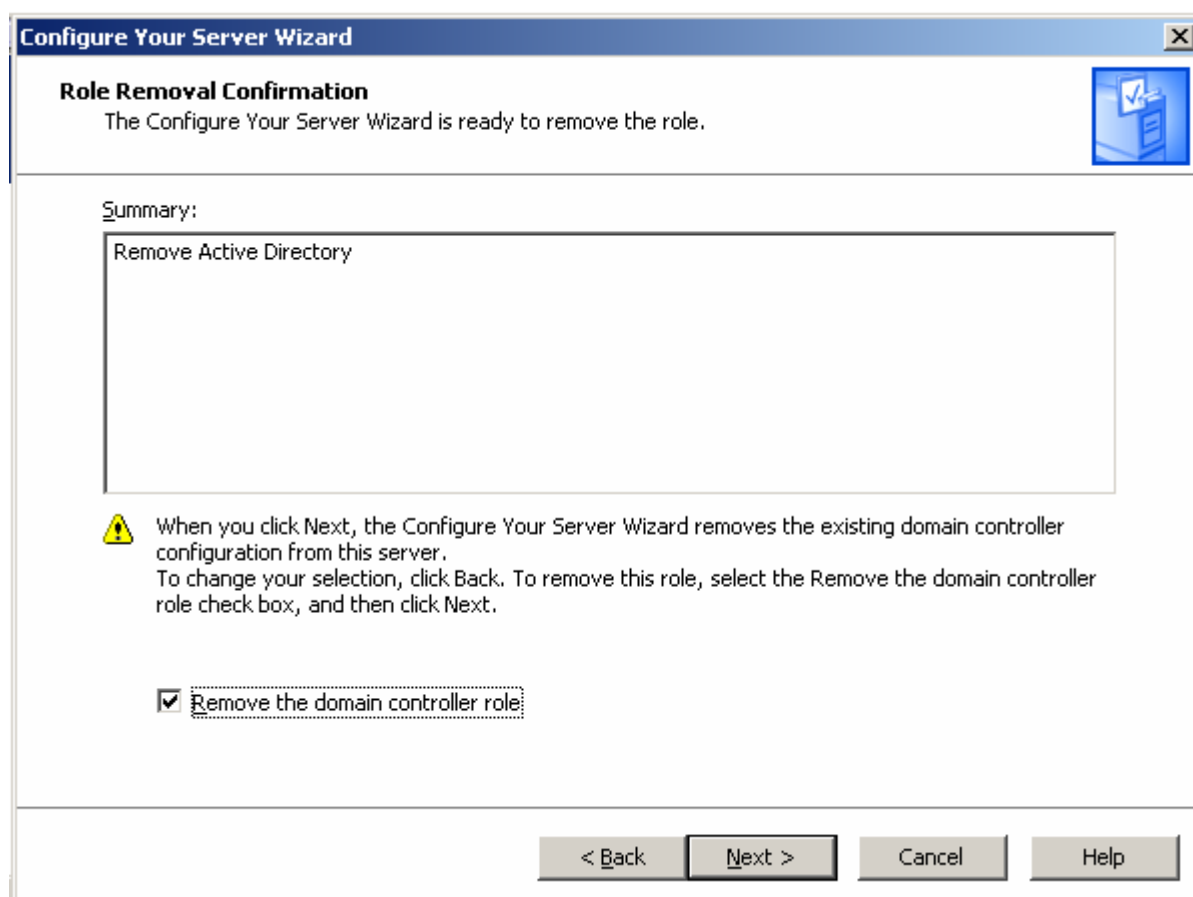 Configure Your Server Wizard
Role Removal Confirmation
The Configure Your Server Wizard is ready to remove the role.
Summary:
Remove Active Directory
When you click Next, the Configure Your Server Wizard removes the existing domain controller
configuration from this server.
To change your selection, click Back. To remove this role, select the Remove the domain controller
role check box, and then click Next.
Remove the domain controller role
< Back
Next >
Cancel
Help